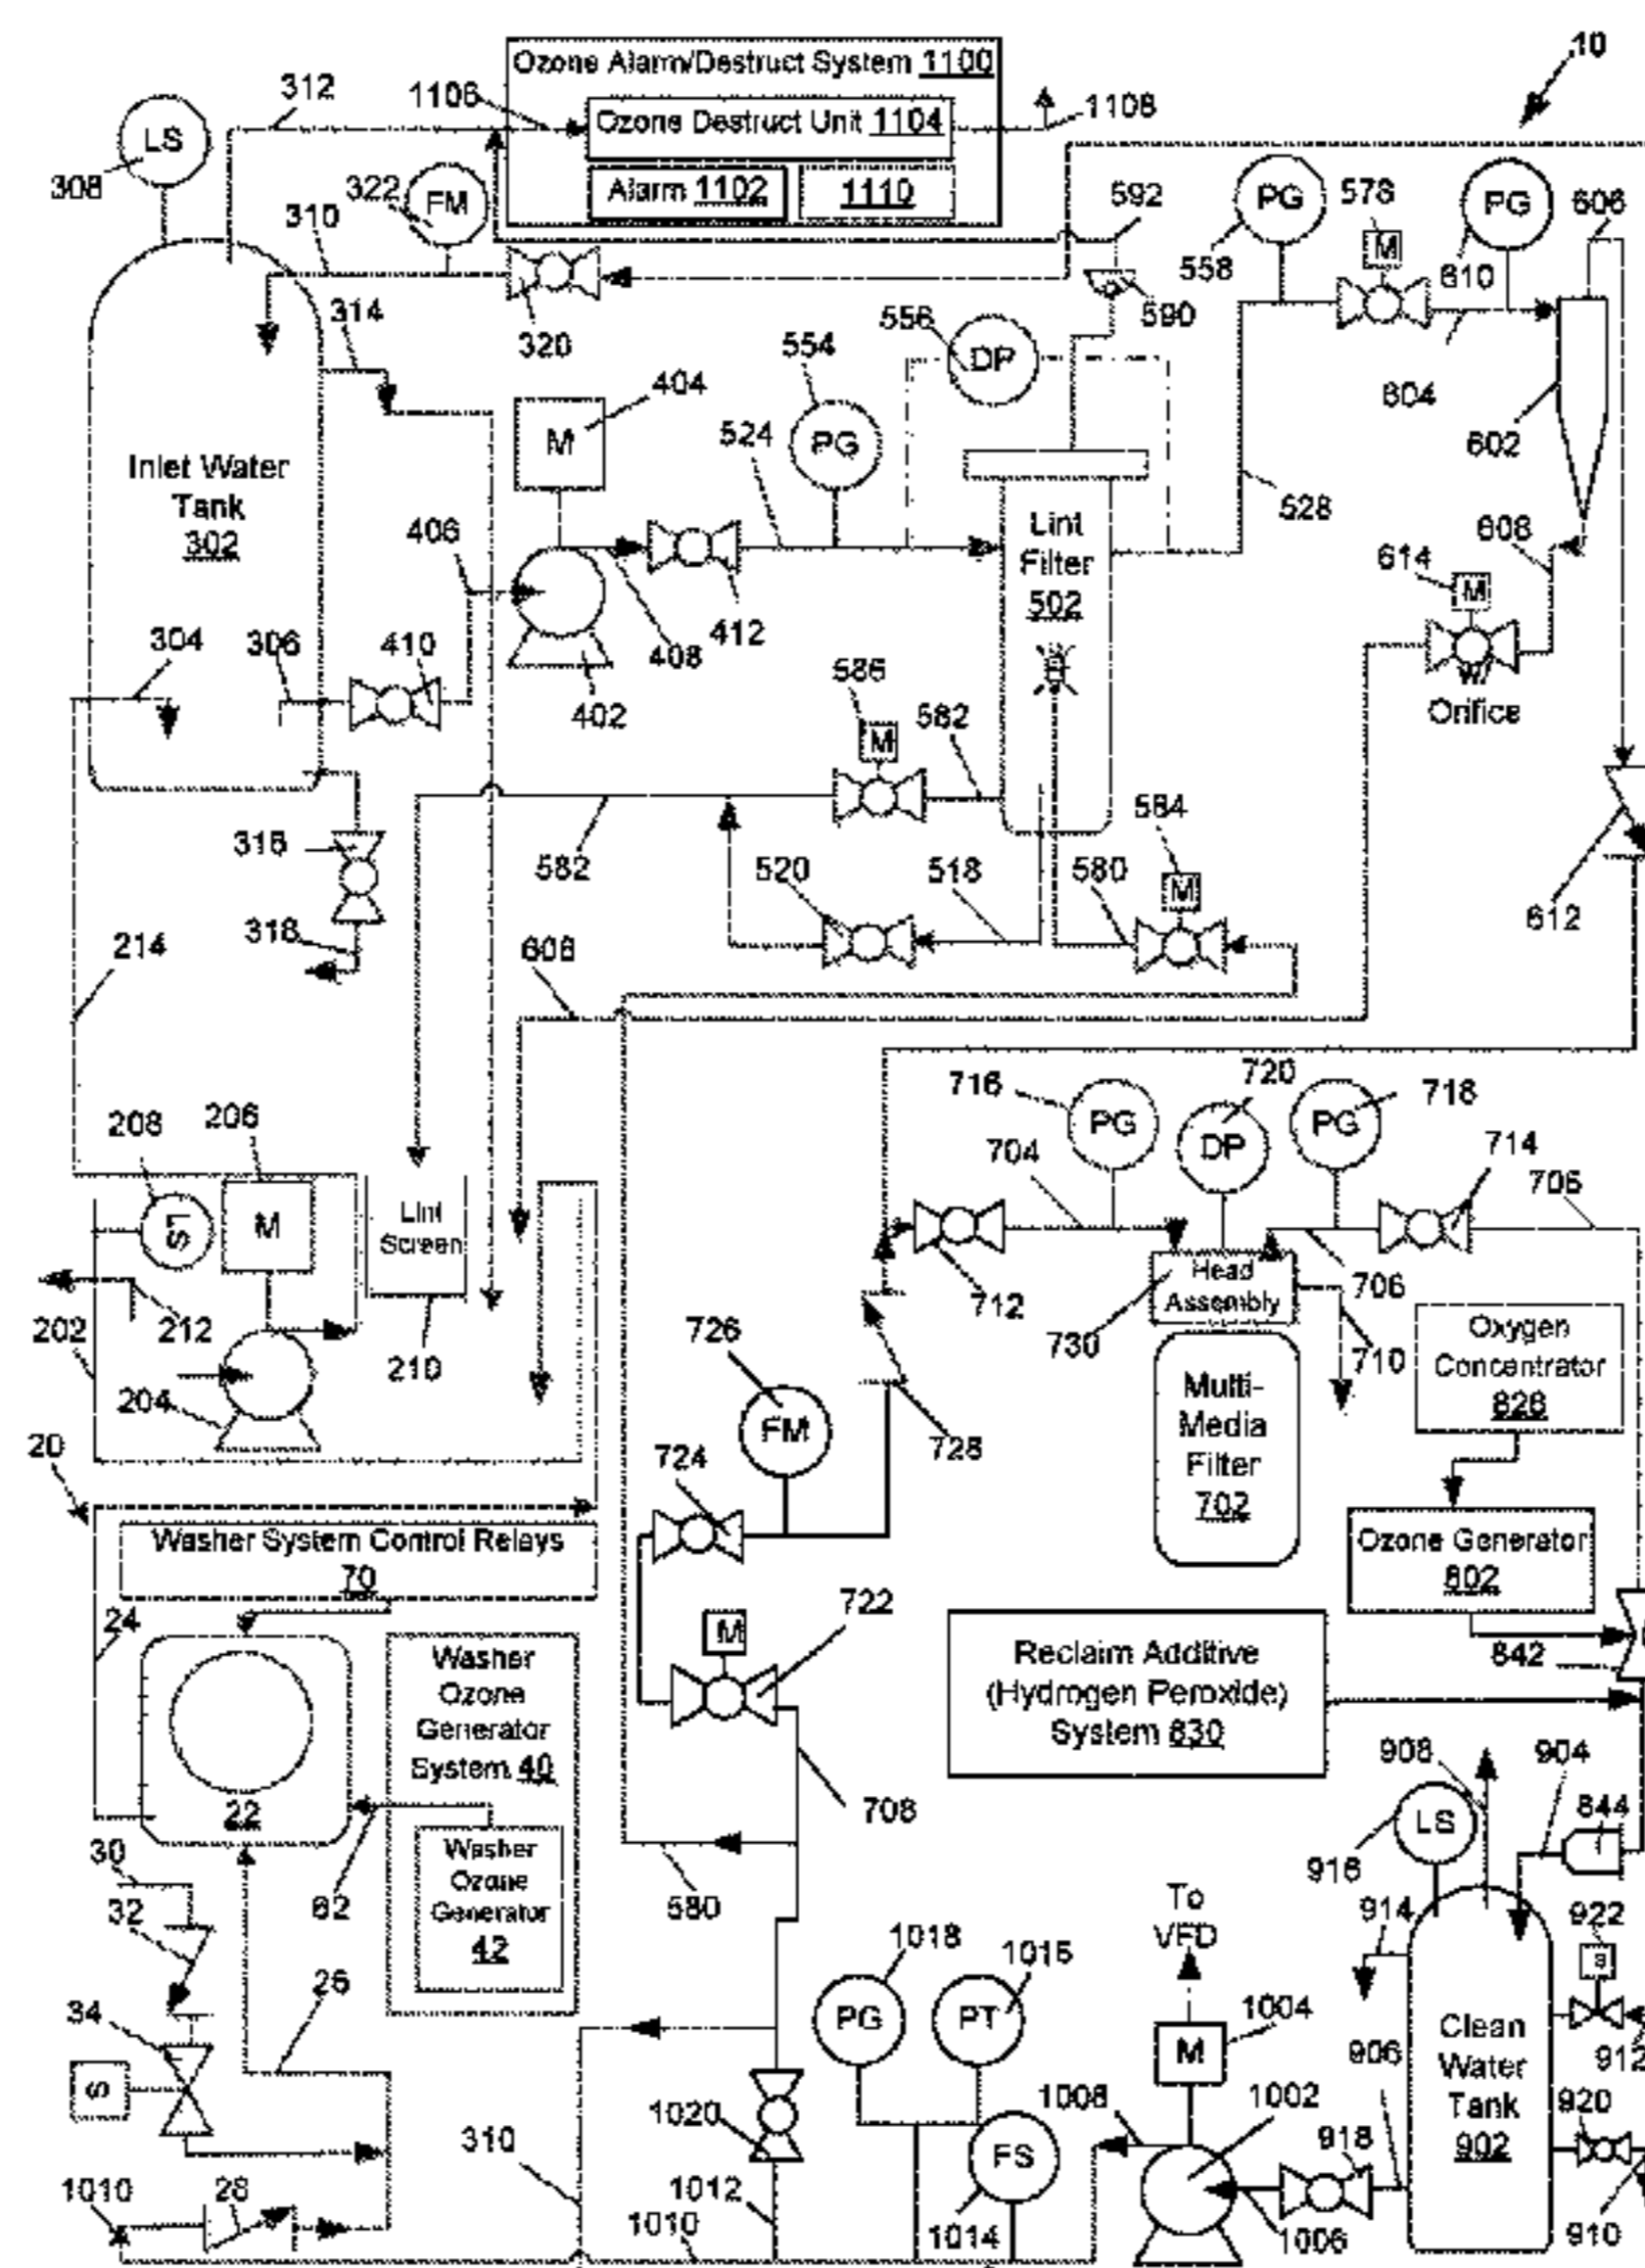 10
Ozone Alarm/Destruct System 1100
312
1106
Ozone Destruct Unit 1104
1108
LS
308
322
FM
Alarm 1102
1110
592
PG
578
M
PG
606
310
558
610
590
314
320
554
556
DP
604
404
M
524
PG
602
Inlet Water
Tank
302
Lint
Filter
502
528
406
608
614
M
412
408
304
306
410
402
586
M
582
W/
Orifice
316
582
520
518
580
584
M
612
318
214
608
716
PG
720
DP
PG
718
714
704
706
208
206
LS
M
Lint
Screen
712
Head
Assembly
706
202
212
730
710
Oxygen
Concentrator
828
210
726
FM
Multi-
Media
Filter
702
204
20
724
728
Washer System Control Relays
70
Ozone Generator
802
24
M
722
842
Washer
Ozone
Generator
System 40
Reclaim Additive
(Hydrogen Peroxide)
System 830
908
904
22
708
LS
844
916
30
Washer
Ozone
Generator
42
62
580
To
VFD
914
922
a
32
1018
1016
26
34
PG
PT
1004
M
Clean
Water
Tank
902
912
906
S
1020
1008
1002
920
310
FS
918
1010
28
1012
1010
1014
1006
910